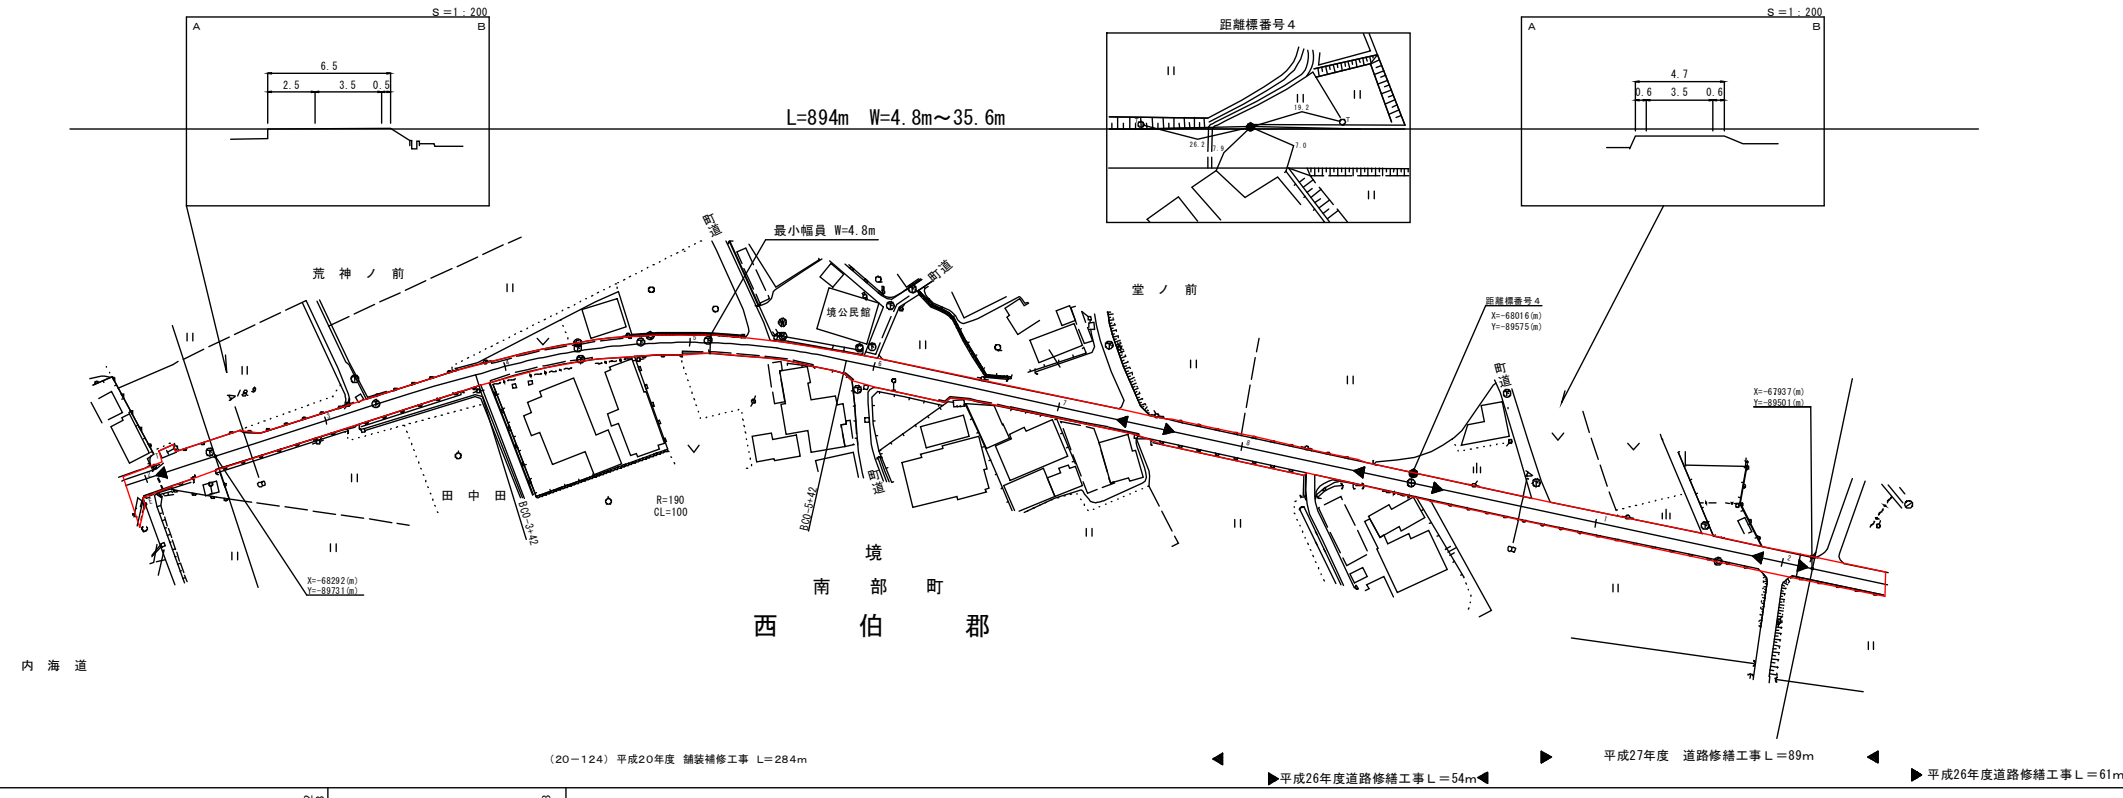 S=1:200
A
B
6.5
2.5
3.5
0.5
L=894m W=4.8m～35.6m
距離標番号4
19.2
26.2
7.9
7.0
S=1:200
A
B
4.7
0.6
3.5
0.6
町道
最小幅員 W=4.8m
荒神ノ前
町道
境公民館
堂ノ前
距離標番号4
X=-68016(m)
Y=-89575(m)
町道
X=-67937(m)
Y=-89501(m)
A
B
5
6
7
8
1
2
A
B
田中田
R=190
CL=100
BC0-3+42
BC0-5+42
町道
境
南部町
西伯郡
X=-68292(m)
Y=-89731(m)
内海道
(20-124) 平成20年度 舗装補修工事 L=284m
平成27年度 道路修繕工事L=89m
平成26年度道路修繕工事L=54m
平成26年度道路修繕工事L=61m